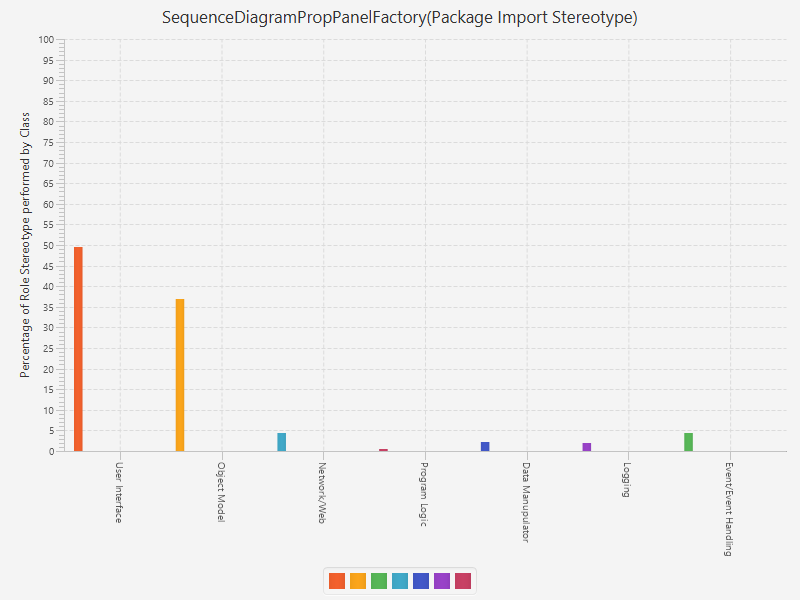 SequenceDiagramPropPanelFactory(Package Import Stereotype)
Percentage of Role Stereotype performed by Class
100
95
90
85
80
75
70
65
60
55
50
45
40
35
30
25
20
15
10
5
0
User Interface
Object Model
Network/Web
Program Logic
Data Manupulator
Logging
Event/Event Handling